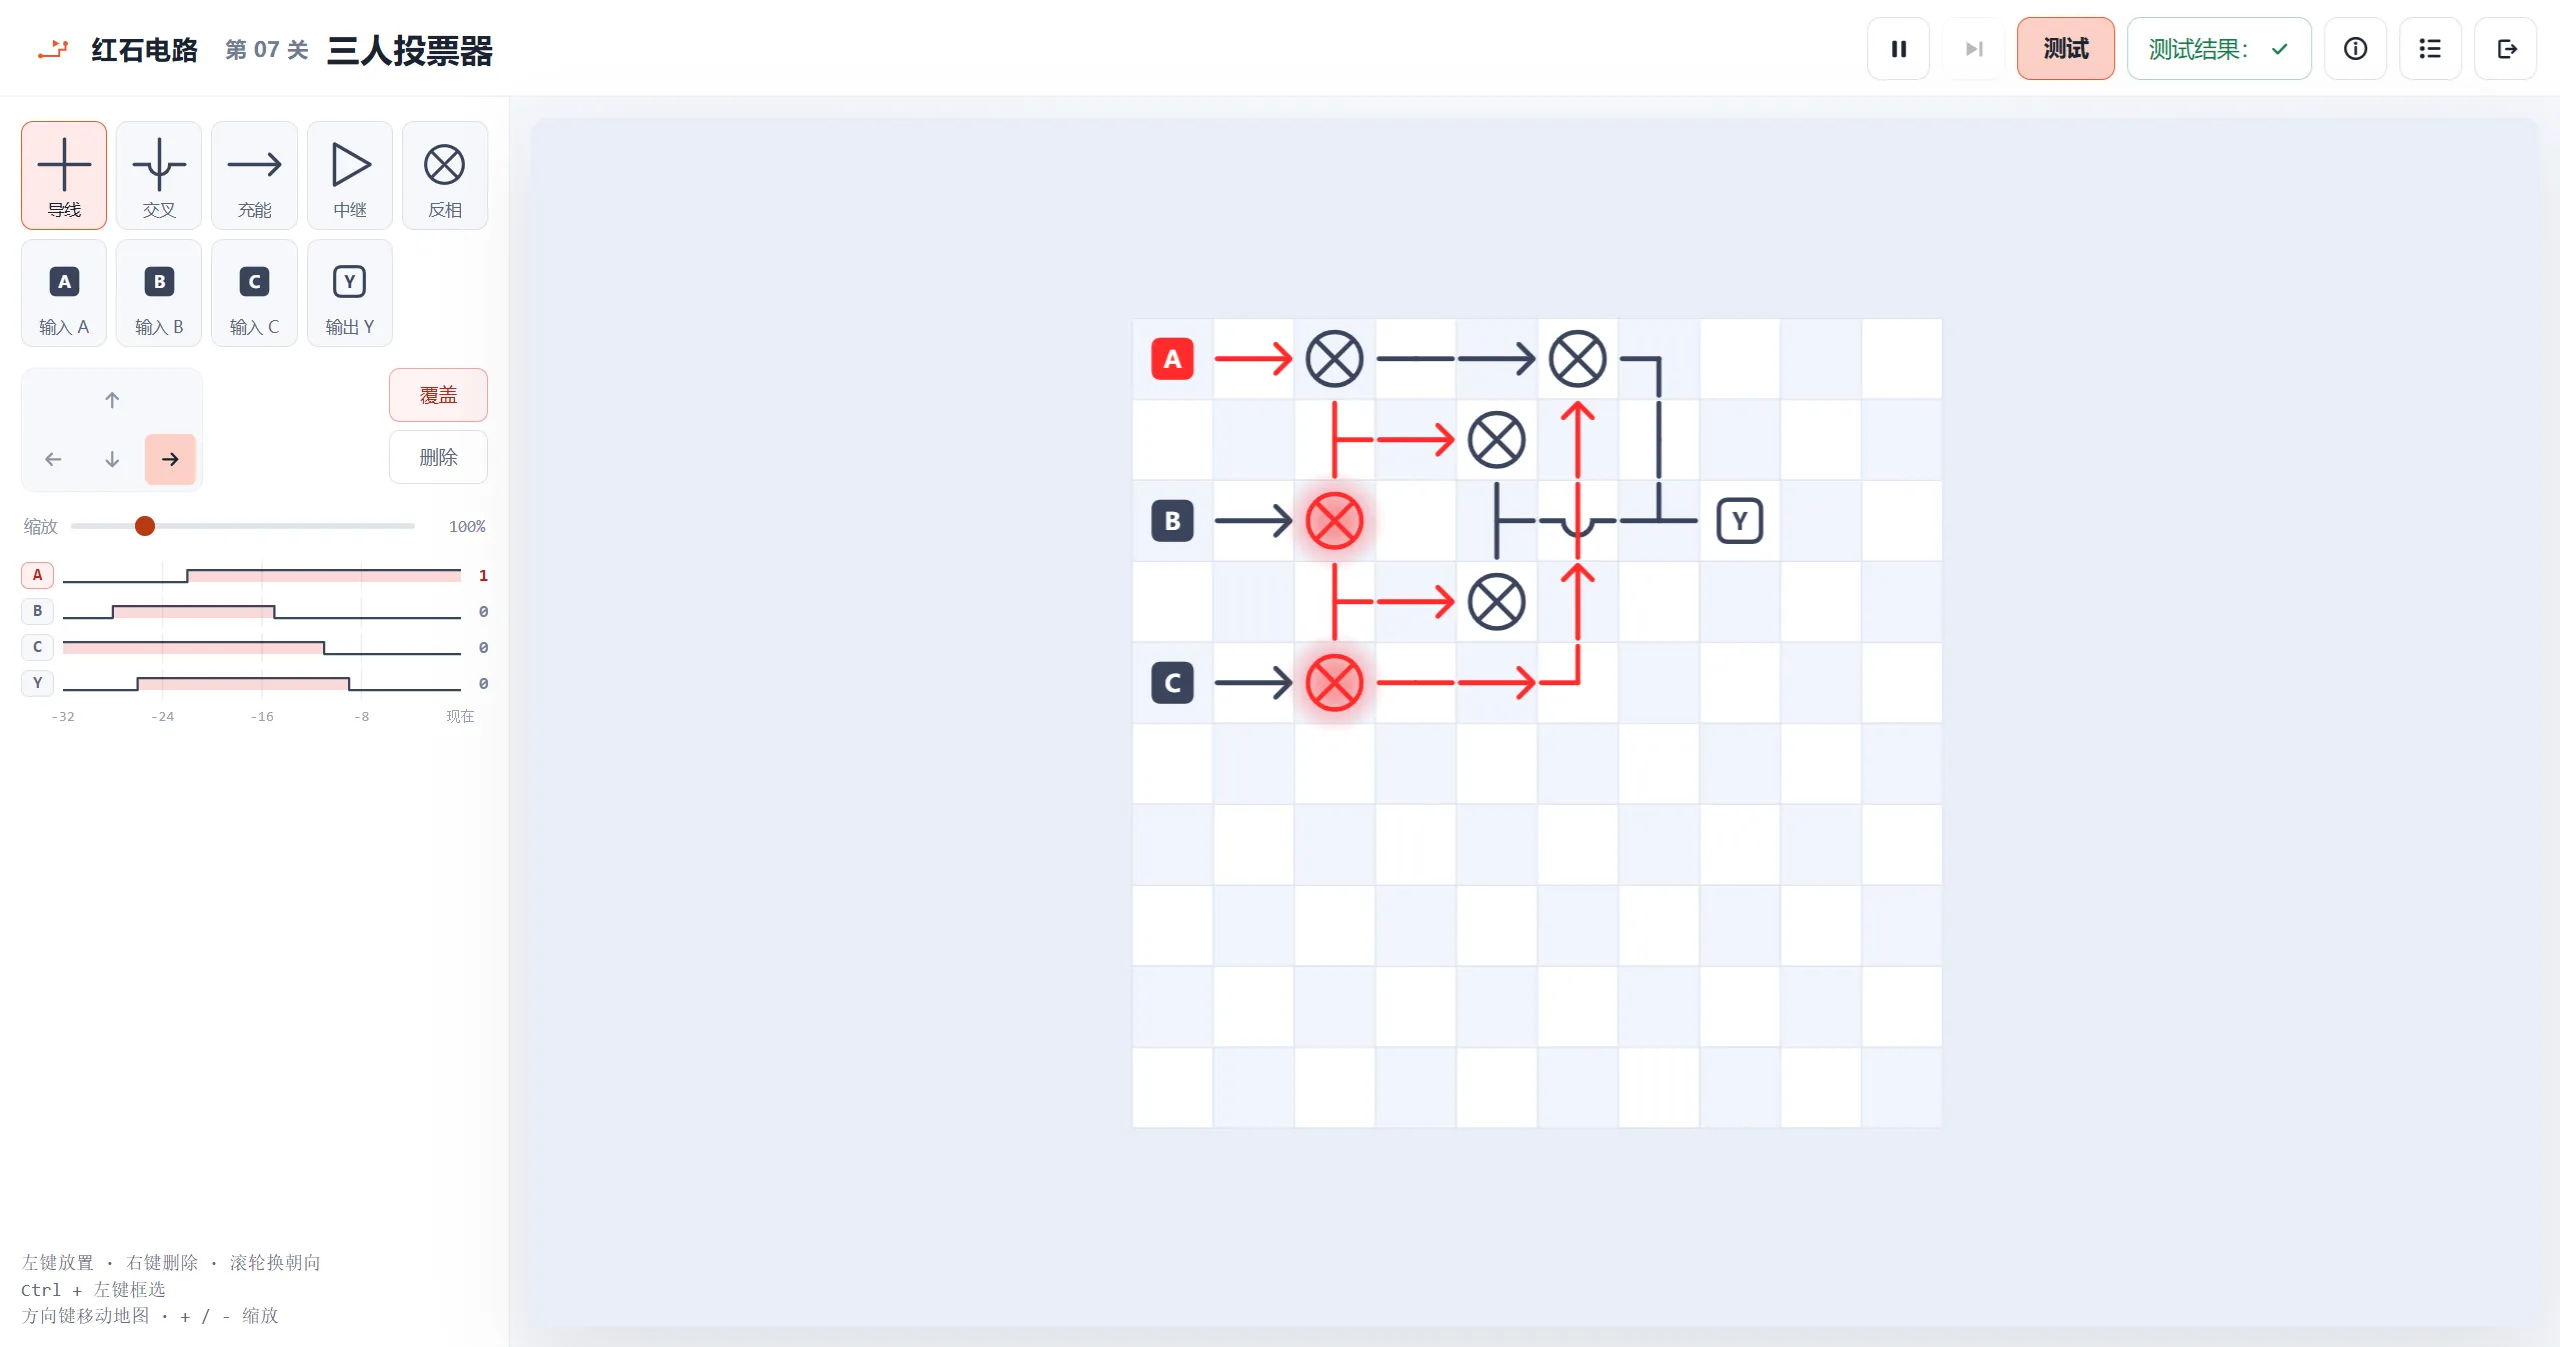 红石电路 第 07 关 三人投票器
测试 测试结果: ✓
导线 交叉 充能 中继 反相
A B C Y
输入 A 输入 B 输入 C 输出 Y
覆盖
删除
缩放 100%
A 1
B 0
C 0
Y 0
-32 -24 -16 -8 现在
A
B Y
C
左键放置 · 右键删除 · 滚轮换朝向
Ctrl + 左键框选
方向键移动地图 · + / - 缩放